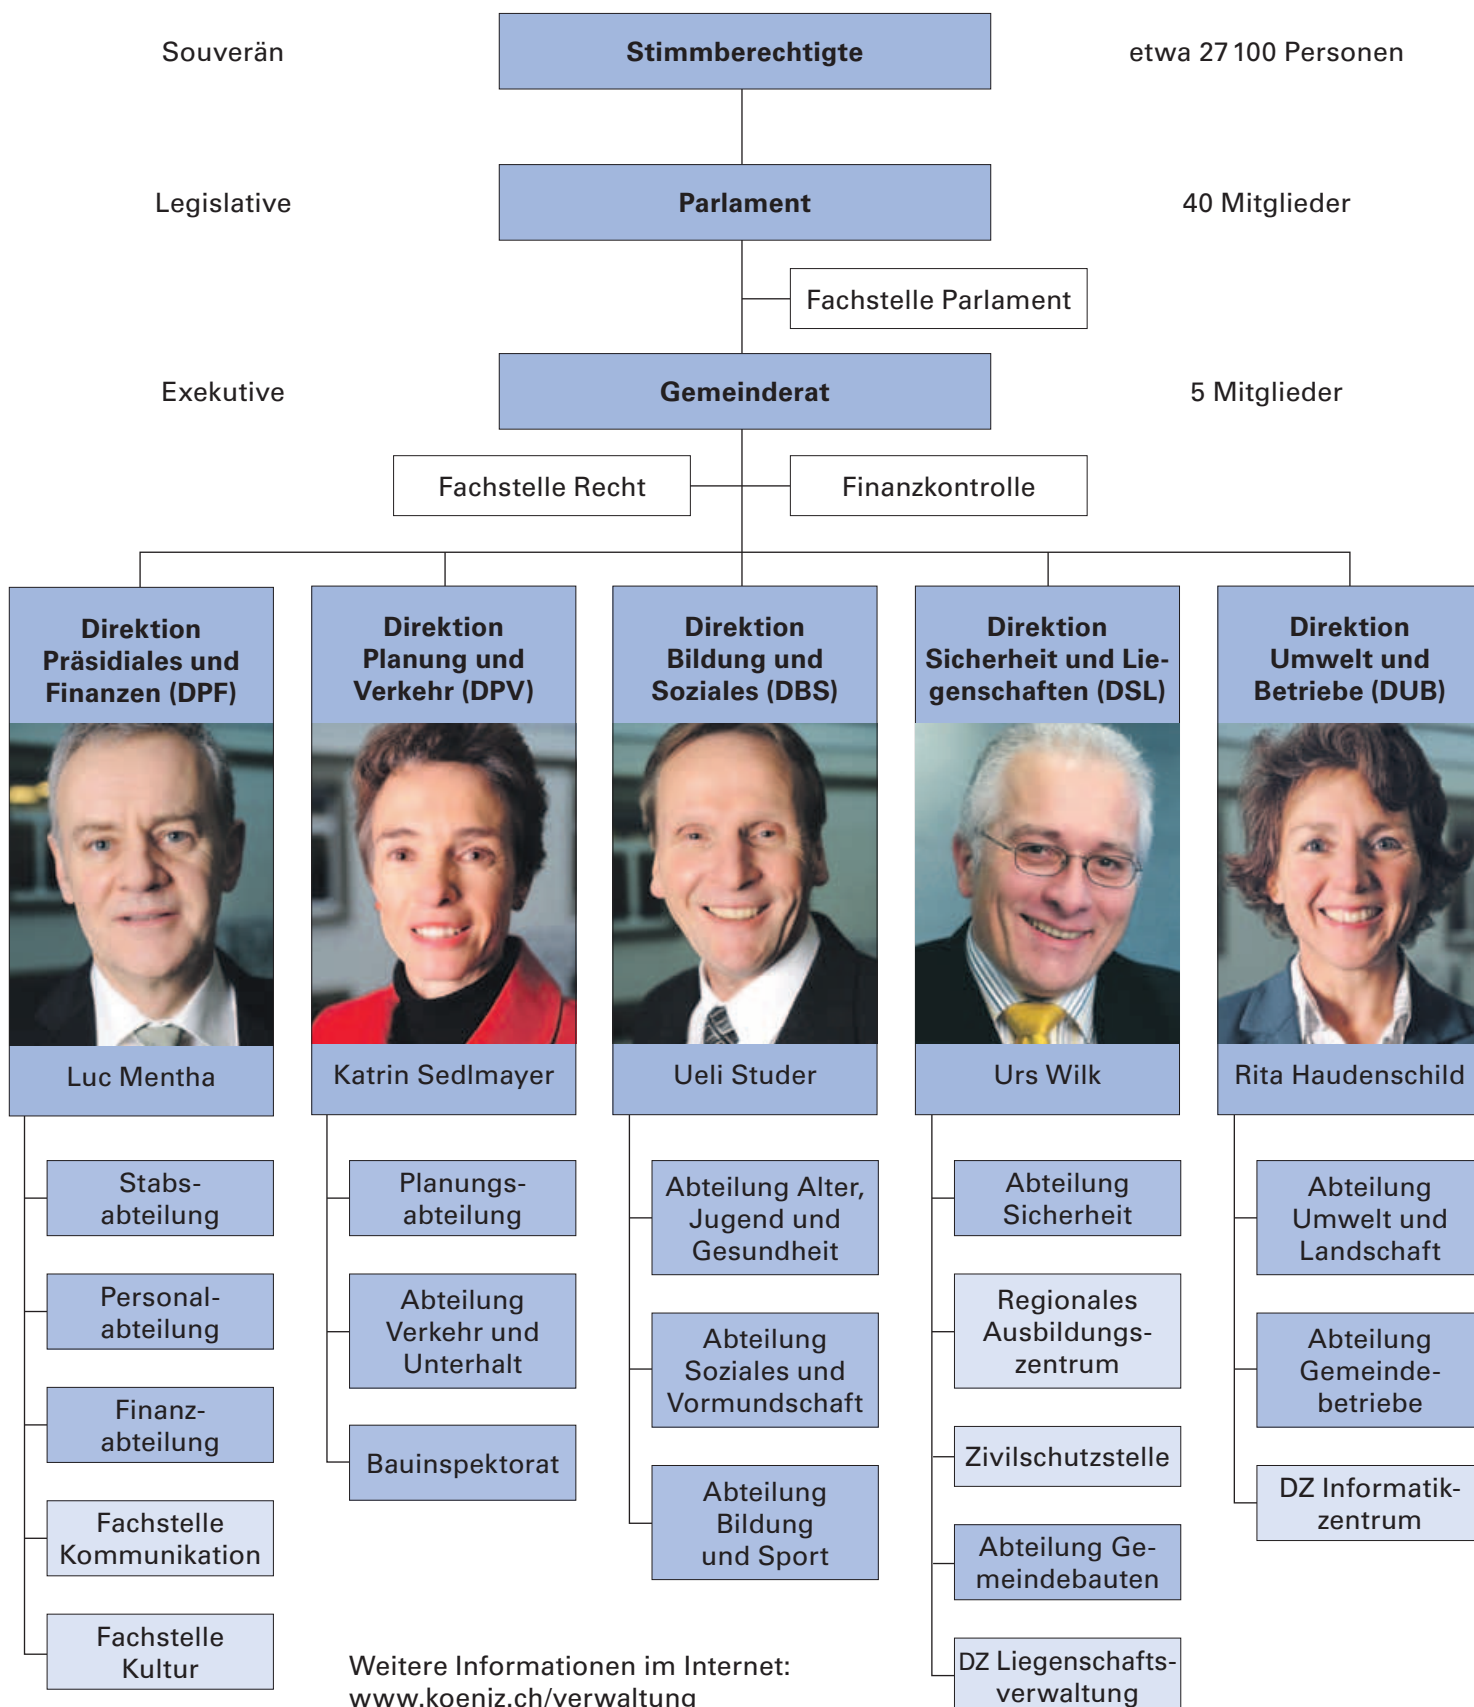 Souverän
Stimmberechtigte
etwa 27 100 Personen
Legislative
Parlament
40 Mitglieder
Fachstelle Parlament
Exekutive
Gemeinderat
5 Mitglieder
Fachstelle Recht
Finanzkontrolle
Direktion
Präsidiales und
Finanzen (DPF)
Direktion
Planung und
Verkehr (DPV)
Direktion
Bildung und
Soziales (DBS)
Direktion
Sicherheit und Lie-
genschaften (DSL)
Direktion
Umwelt und
Betriebe (DUB)
Luc Mentha
Katrin Sedlmayer
Ueli Studer
Urs Wilk
Rita Haudenschild
Stabs-
abteilung
Personal-
abteilung
Finanz-
abteilung
Fachstelle
Kommunikation
Fachstelle
Kultur
Planungs-
abteilung
Abteilung
Verkehr und
Unterhalt
Bauinspektorat
Abteilung Alter,
Jugend und
Gesundheit
Abteilung
Soziales und
Vormundschaft
Abteilung
Bildung
und Sport
Abteilung
Sicherheit
Regionales
Ausbildungs-
zentrum
Zivilschutzstelle
Abteilung Ge-
meindebauten
DZ Liegenschafts-
verwaltung
Abteilung
Umwelt und
Landschaft
Abteilung
Gemeinde-
betriebe
DZ Informatik-
zentrum
Weitere Informationen im Internet:
www.koeniz.ch/verwaltung